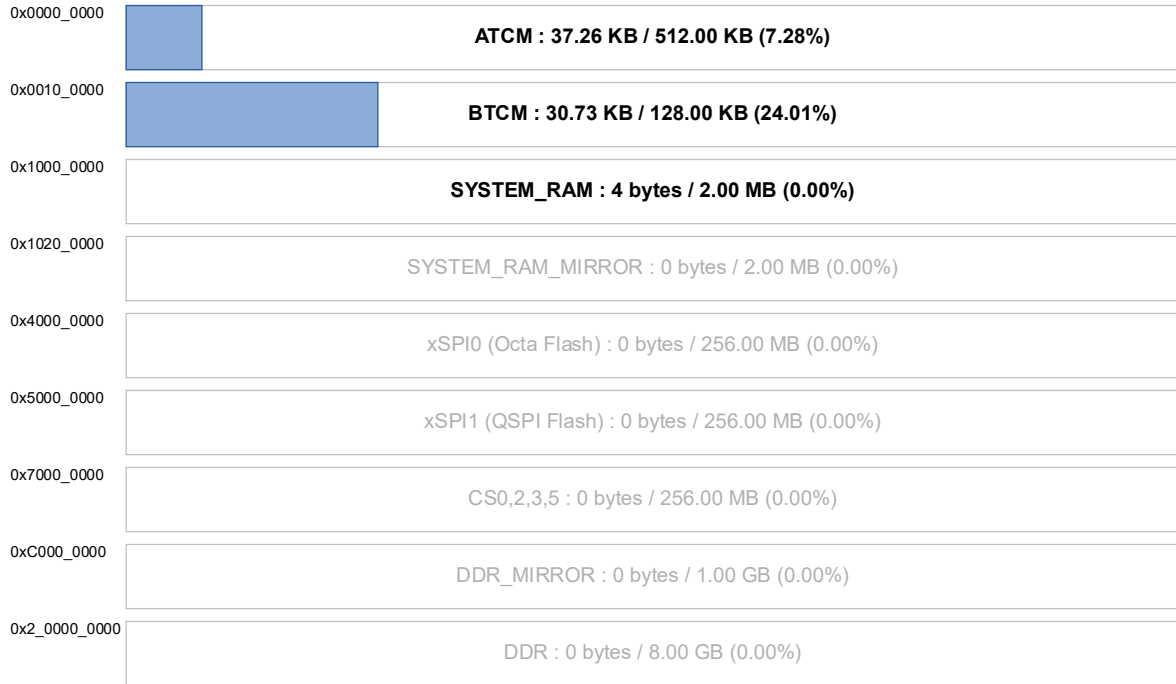 0x0000_0000
ATCM : 37.26 KB / 512.00 KB (7.28%)
0x0010_0000
BTCM : 30.73 KB / 128.00 KB (24.01%)
0x1000_0000
SYSTEM_RAM : 4 bytes / 2.00 MB (0.00%)
0x1020_0000
SYSTEM_RAM_MIRROR : 0 bytes / 2.00 MB (0.00%)
0x4000_0000
xSPI0 (Octa Flash) : 0 bytes / 256.00 MB (0.00%)
0x5000_0000
xSPI1 (QSPI Flash) : 0 bytes / 256.00 MB (0.00%)
0x7000_0000
CS0,2,3,5 : 0 bytes / 256.00 MB (0.00%)
0xC000_0000
DDR_MIRROR : 0 bytes / 1.00 GB (0.00%)
0x2_0000_0000
DDR : 0 bytes / 8.00 GB (0.00%)